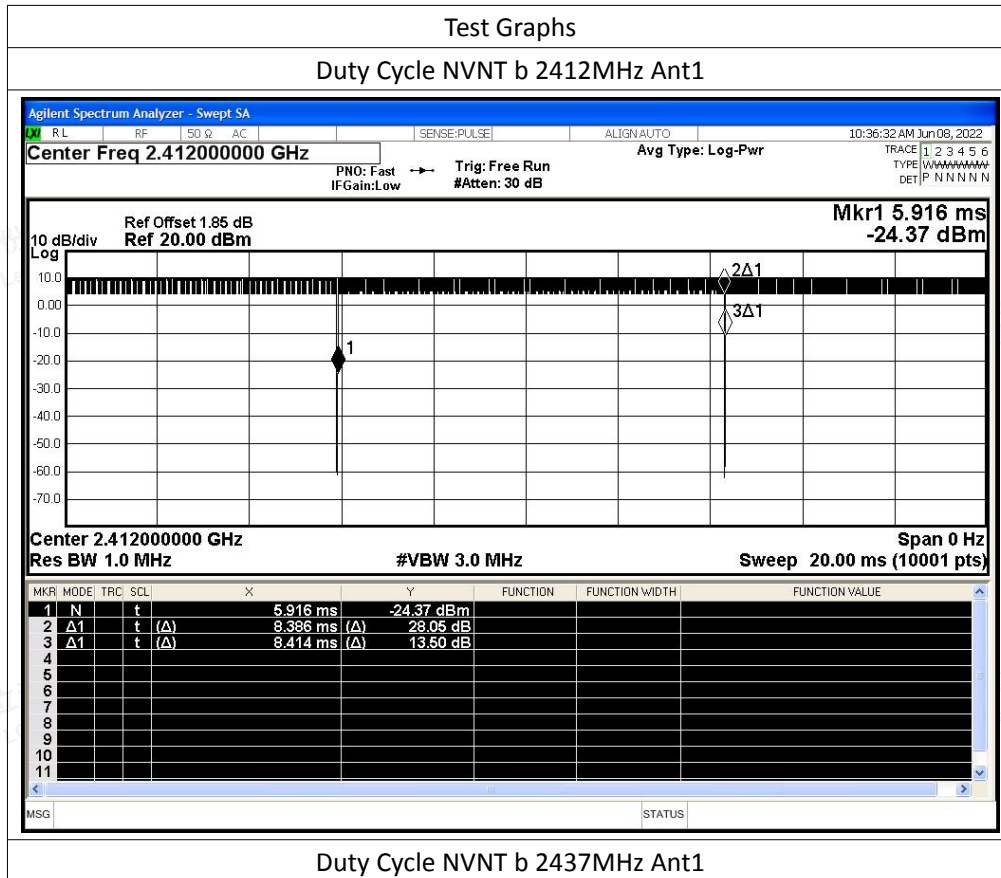 Test Graphs
Duty Cycle NVNT b 2412MHz Ant1
Agilent Spectrum Analyzer - Swept SA
LXI RL RF 50 Ω AC SENSE:PULSE ALIGN AUTO 10:36:32 AM Jun 08, 2022
Center Freq 2.412000000 GHz Avg Type: Log-Pwr TRACE 1 2 3 4 5 6
PNO: Fast Trig: Free Run TYPE WWWWWW
IFGain:Low #Atten: 30 dB DET P N N N N N
Mkr1 5.916 ms
Ref Offset 1.85 dB
10 dB/div Ref 20.00 dBm -24.37 dBm
Log
10.0 2Δ1
0.00 3Δ1
-10.0
1
-20.0
-30.0
-40.0
-50.0
-60.0
-70.0
Center 2.412000000 GHz Span 0 Hz
Res BW 1.0 MHz #VBW 3.0 MHz Sweep 20.00 ms (10001 pts)
MKR MODE TRC SCL X Y FUNCTION FUNCTION WIDTH FUNCTION VALUE
1 N t 5.916 ms -24.37 dBm
2 Δ1 t (Δ) 8.386 ms (Δ) 28.05 dB
3 Δ1 t (Δ) 8.414 ms (Δ) 13.50 dB
4
5
6
7
8
9
10
11
MSG STATUS
Duty Cycle NVNT b 2437MHz Ant1